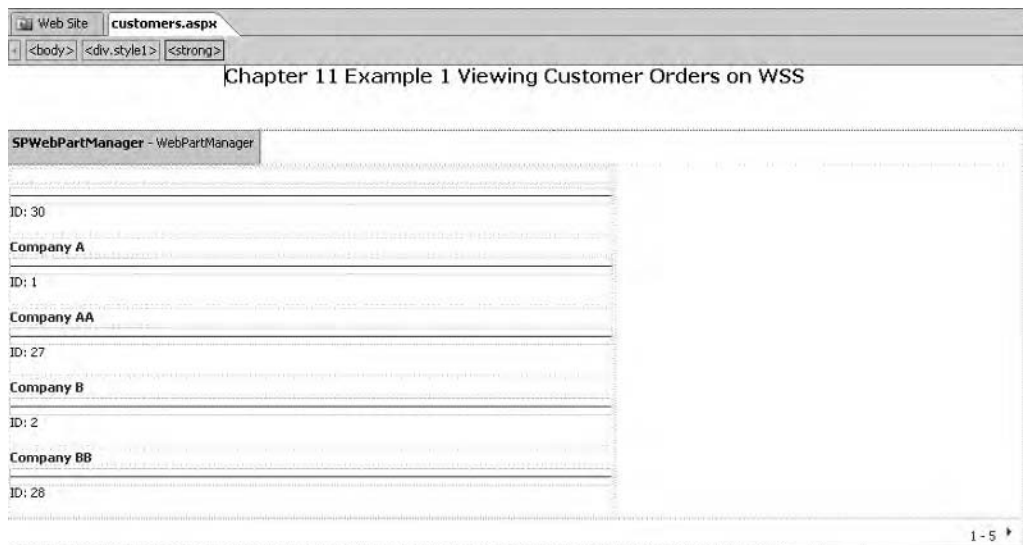 Web Site customers.aspx
<body> <div.style1> <strong>
Chapter 11 Example 1 Viewing Customer Orders on WSS
SPWebPartManager - WebPartManager
ID: 30
Company A
ID: 1
Company AA
ID: 27
Company B
ID: 2
Company BB
ID: 28
1 - 5